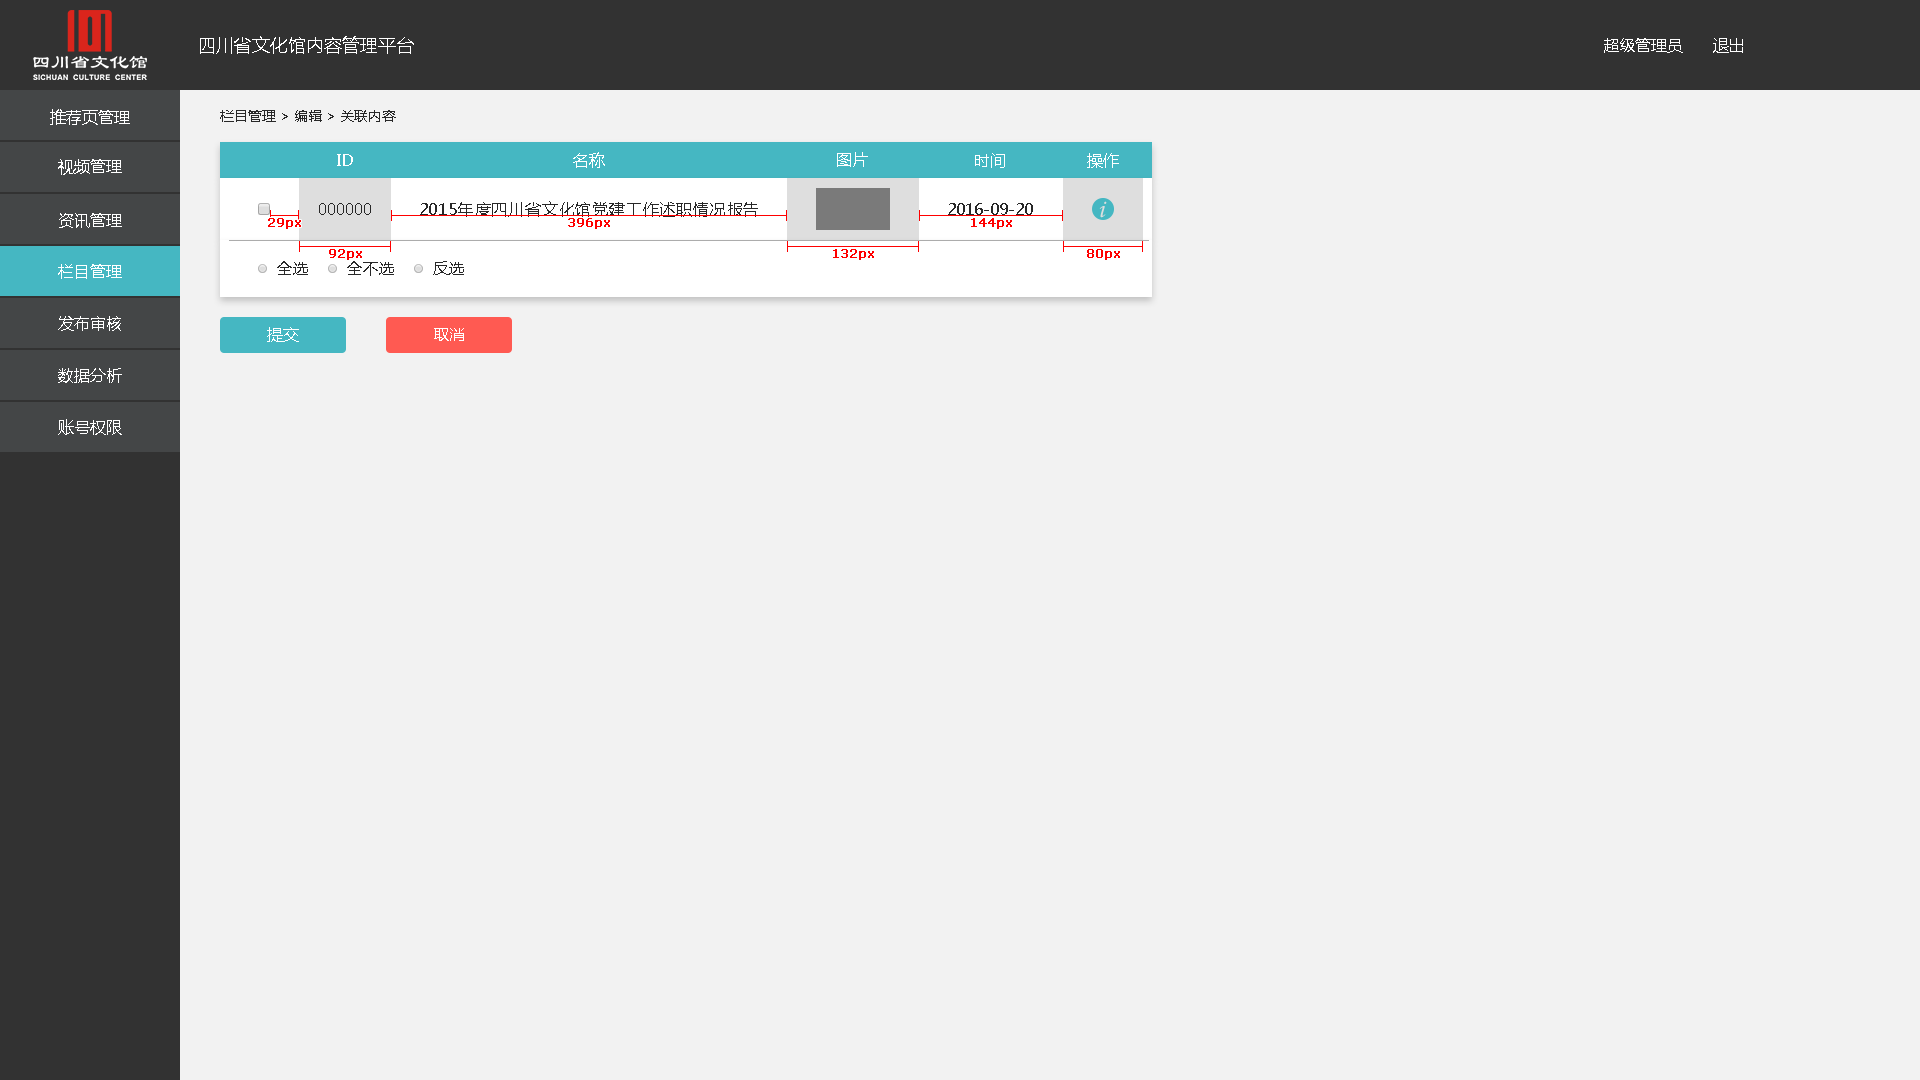 四川省文化馆
SICHUAN CULTURE CENTER
四川省文化馆内容管理平台
超级管理员 退出
推荐页管理
视频管理
资讯管理
栏目管理
发布审核
数据分析
账号权限
栏目管理 > 编辑 > 关联内容
ID 名称 图片 时间 操作
000000 2015年度四川省文化馆党建工作述职情况报告 2016-09-20 i
29px 396px 144px
92px 132px 80px
全选 全不选 反选
提交 取消